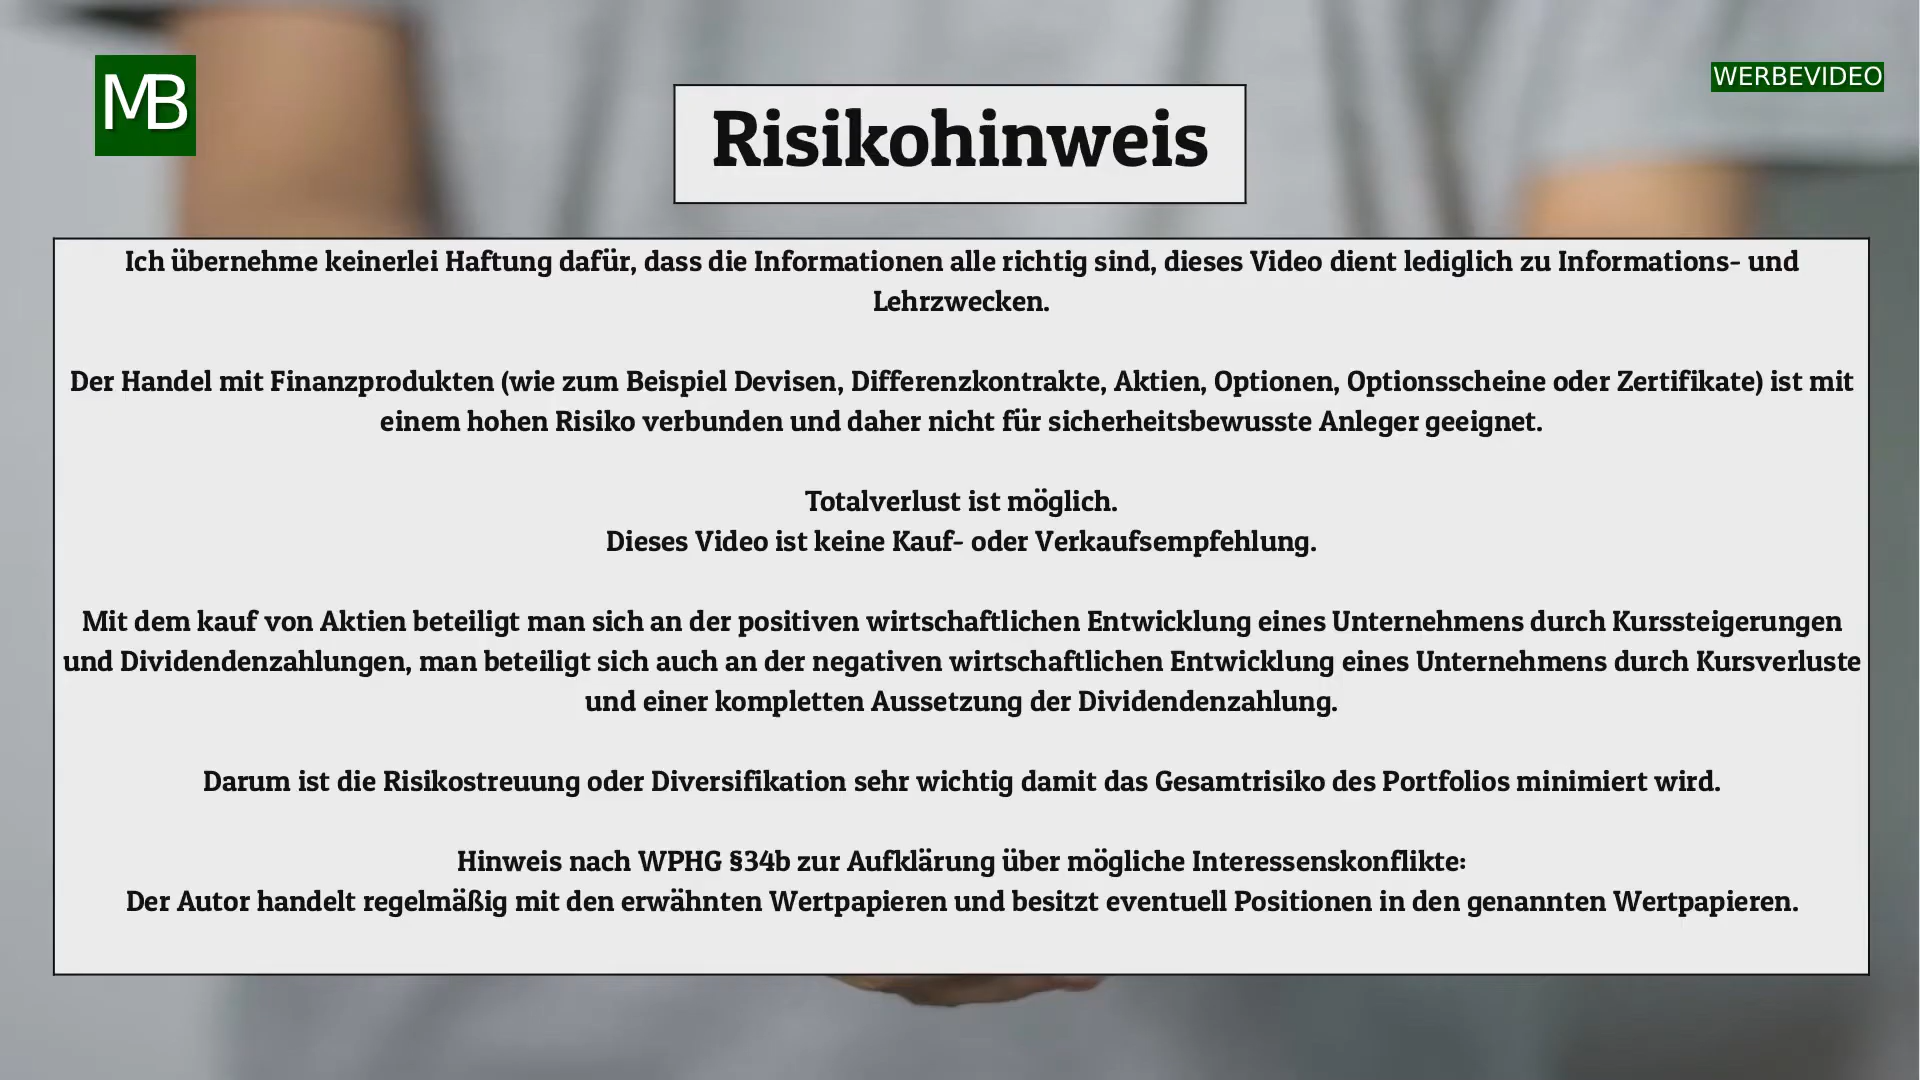 MB
WERBEVIDEO
Risikohinweis
Ich übernehme keinerlei Haftung dafür, dass die Informationen alle richtig sind, dieses Video dient lediglich zu Informations- und
Lehrzwecken.
Der Handel mit Finanzprodukten (wie zum Beispiel Devisen, Differenzkontrakte, Aktien, Optionen, Optionsscheine oder Zertifikate) ist mit
einem hohen Risiko verbunden und daher nicht für sicherheitsbewusste Anleger geeignet.
Totalverlust ist möglich.
Dieses Video ist keine Kauf- oder Verkaufsempfehlung.
Mit dem kauf von Aktien beteiligt man sich an der positiven wirtschaftlichen Entwicklung eines Unternehmens durch Kurssteigerungen
und Dividendenzahlungen, man beteiligt sich auch an der negativen wirtschaftlichen Entwicklung eines Unternehmens durch Kursverluste
und einer kompletten Aussetzung der Dividendenzahlung.
Darum ist die Risikostreuung oder Diversifikation sehr wichtig damit das Gesamtrisiko des Portfolios minimiert wird.
Hinweis nach WPHG §34b zur Aufklärung über mögliche Interessenskonflikte:
Der Autor handelt regelmäßig mit den erwähnten Wertpapieren und besitzt eventuell Positionen in den genannten Wertpapieren.